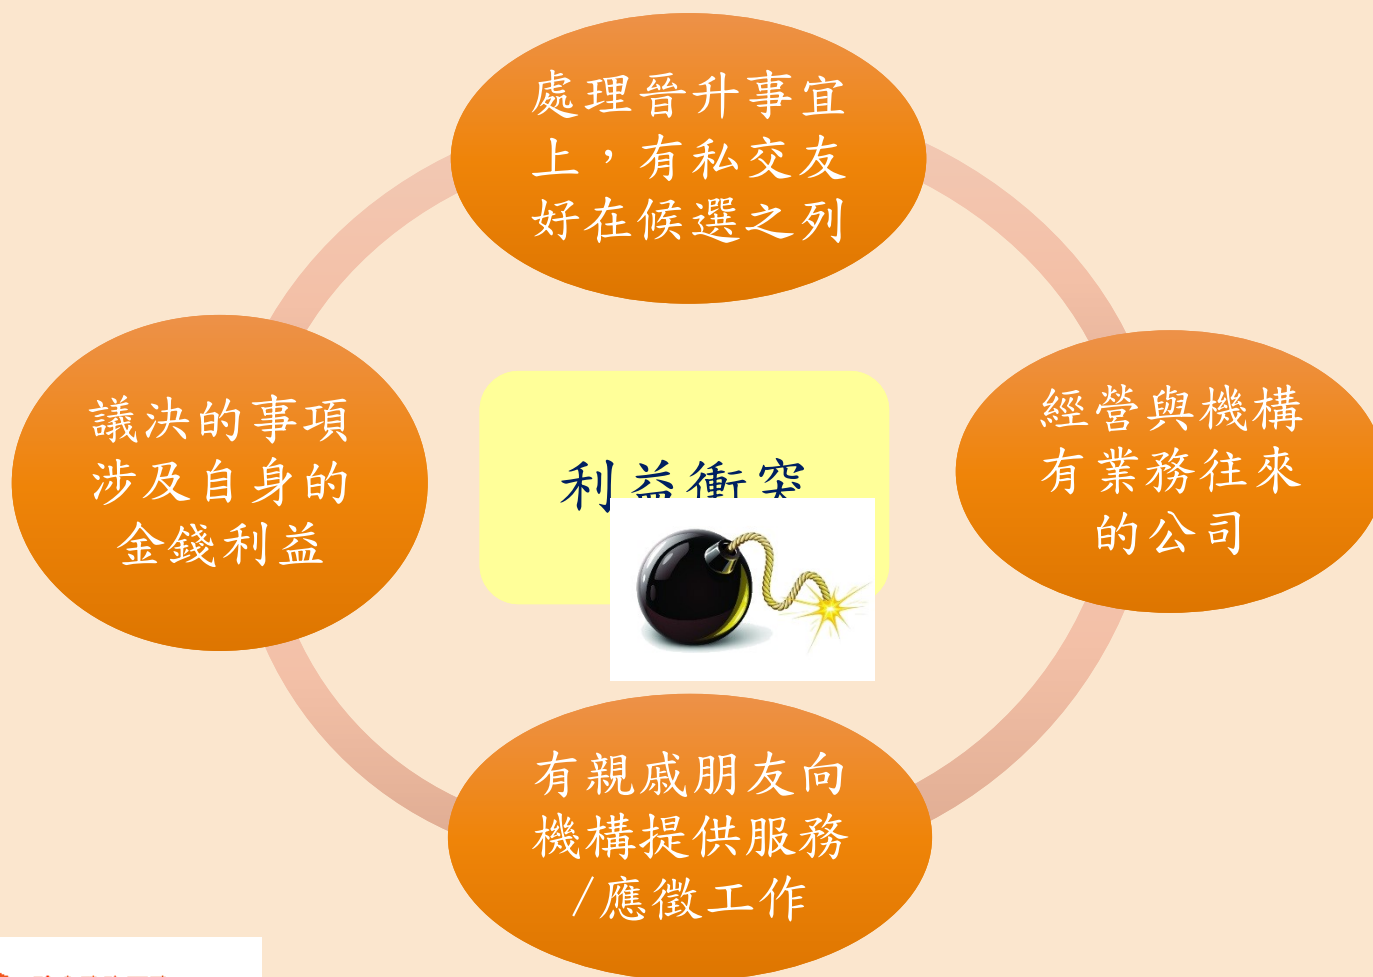 處理晉升事宜
上，有私交友
好在候選之列
議決的事項
涉及自身的
金錢利益
利益衝突
經營與機構
有業務往來
的公司
有親戚朋友向
機構提供服務
/應徵工作